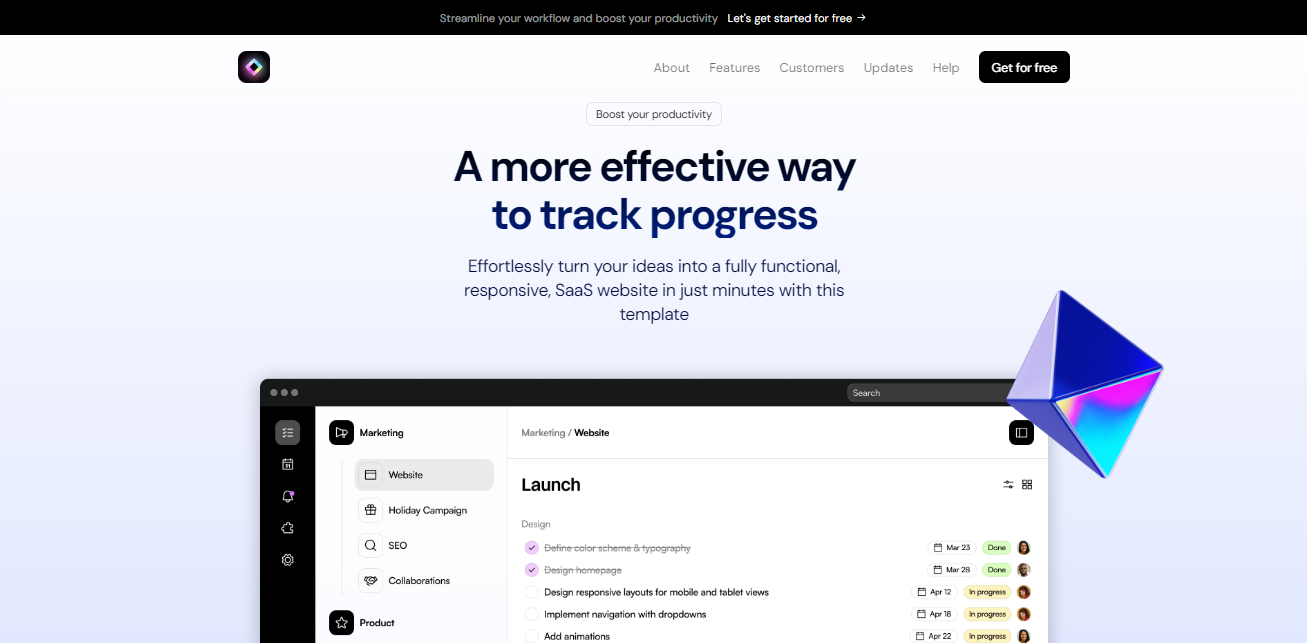 Streamline your workflow and boost your productivity Let's get started for free →
About Features Customers Updates Help Get for free
Boost your productivity
A more effective way
to track progress
Effortlessly turn your ideas into a fully functional,
responsive, SaaS website in just minutes with this
template
Search
Marketing
Website
Holiday Campaign
SEO
Collaborations
Product
31
Marketing / Website
Launch
Design
Define color scheme & typography Mar 23 Done
Design homepage Mar 28 Done
Design responsive layouts for mobile and tablet views Apr 12 In progress
Implement navigation with dropdowns Apr 18 In progress
Add animations Apr 22 In progress